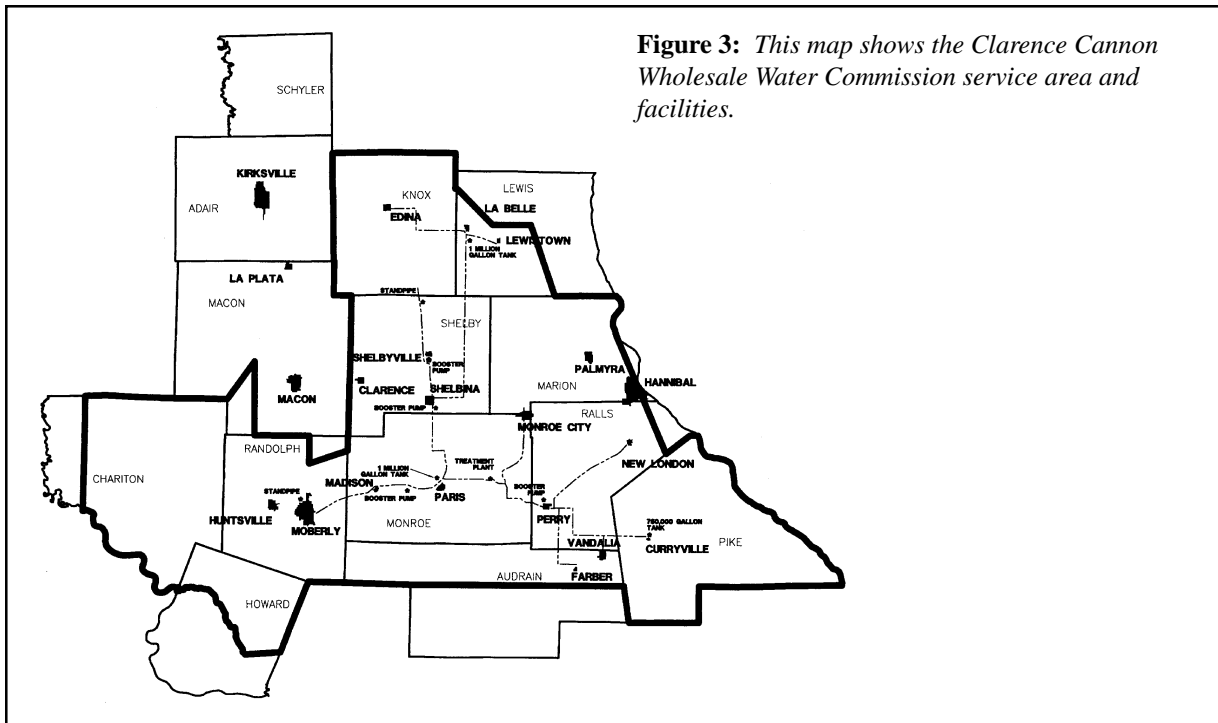 Figure 3: This map shows the Clarence Cannon
Wholesale Water Commission service area and
facilities.
SCHYLER
KIRKSVILLE
ADAIR
KNOX
EDINA
LEWIS
LA BELLE
LEWISTOWN
1 MILLION
GALLON TANK
LA PLATA
MACON
STANDPIPE
SHELBY
SHELBYVILLE
BOOSTER
PUMP
PALMYRA
MACON
CLARENCE
SHELBINA
BOOSTER PUMP
MARION
HANNIBAL
RALLS
MONROE CITY
RANDOLPH
CHARITON
1 MILLION
GALLON TANK
TREATMENT
PLANT
NEW LONDON
MADISON
BOOSTER PUMP
PARIS
STANDPIPE
HUNTSVILLE
MOBERLY
MONROE
BOOSTER
PUMP
PERRY
VANDALIA
750,000 GALLON
TANK
CURRYVILLE
PIKE
FARBER
AUDRAIN
HOWARD